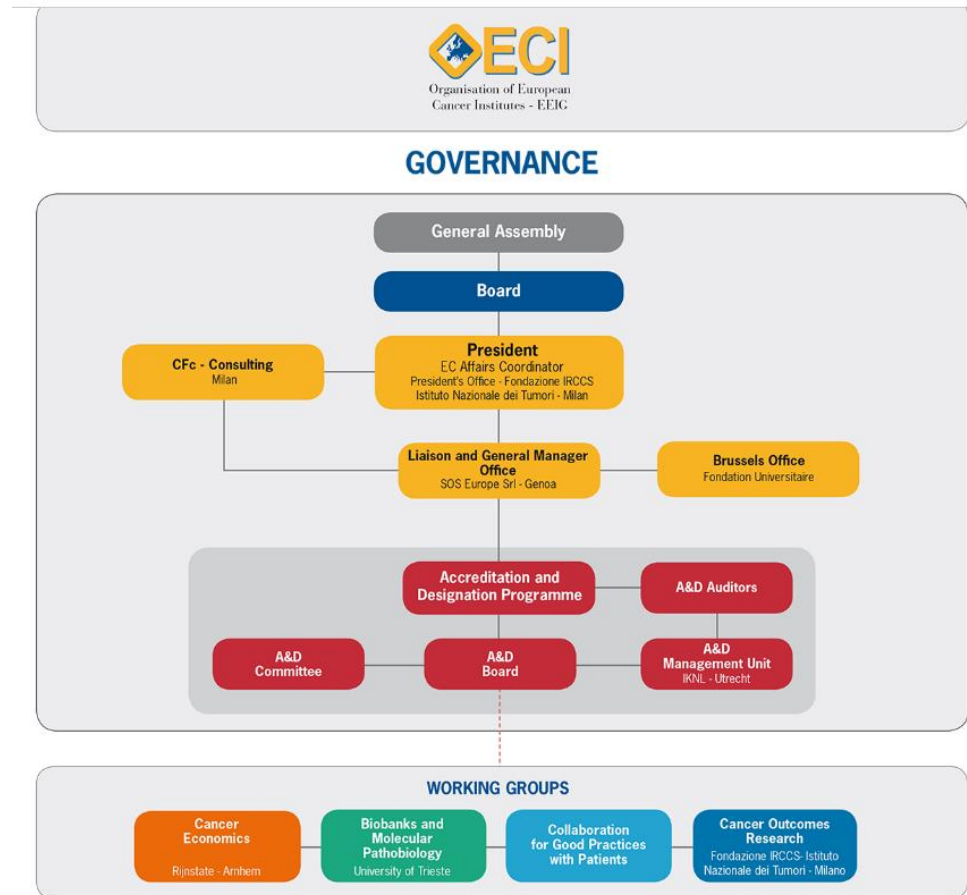 OECI
Organisation of European
Cancer Institutes - EEIG
GOVERNANCE
General Assembly
Board
CFc - Consulting
Milan
President
EC Affairs Coordinator
President's Office - Fondazione IRCCS
Istituto Nazionale dei Tumori - Milan
Liaison and General Manager
Office
SOS Europe Srl - Genoa
Brussels Office
Fondation Universitaire
Accreditation and
Designation Programme
A&D Auditors
A&D
Committee
A&D
Board
A&D
Management Unit
IKNL - Utrecht
WORKING GROUPS
Cancer
Economics
Rijnstate - Arnhem
Biobanks and
Molecular
Pathobiology
University of Trieste
Collaboration
for Good Practices
with Patients
Cancer Outcomes
Research
Fondazione IRCCS- Istituto
Nazionale dei Tumori - Milano